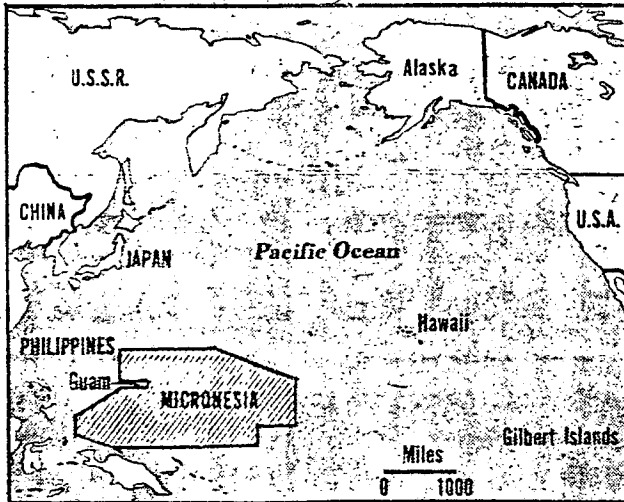 U.S.S.R.
Alaska
CANADA
CHINA
U.S.A.
JAPAN
Pacific Ocean
Hawaii
PHILIPPINES
Guam
MICRONESIA
Gilbert Islands
Miles
0 1000